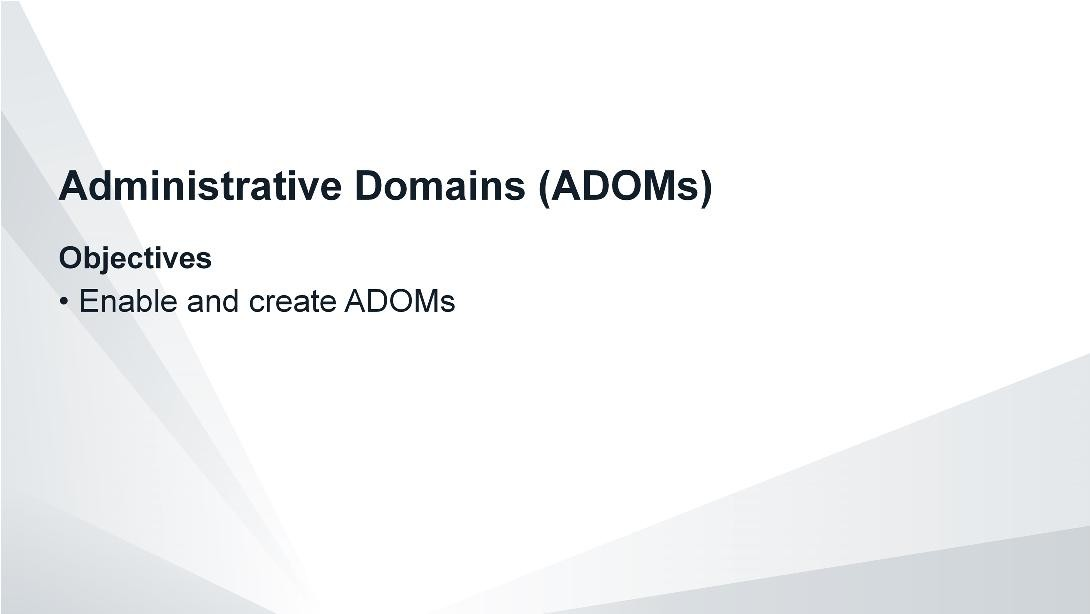 Administrative Domains (ADOMs)
Objectives
• Enable and create ADOMs